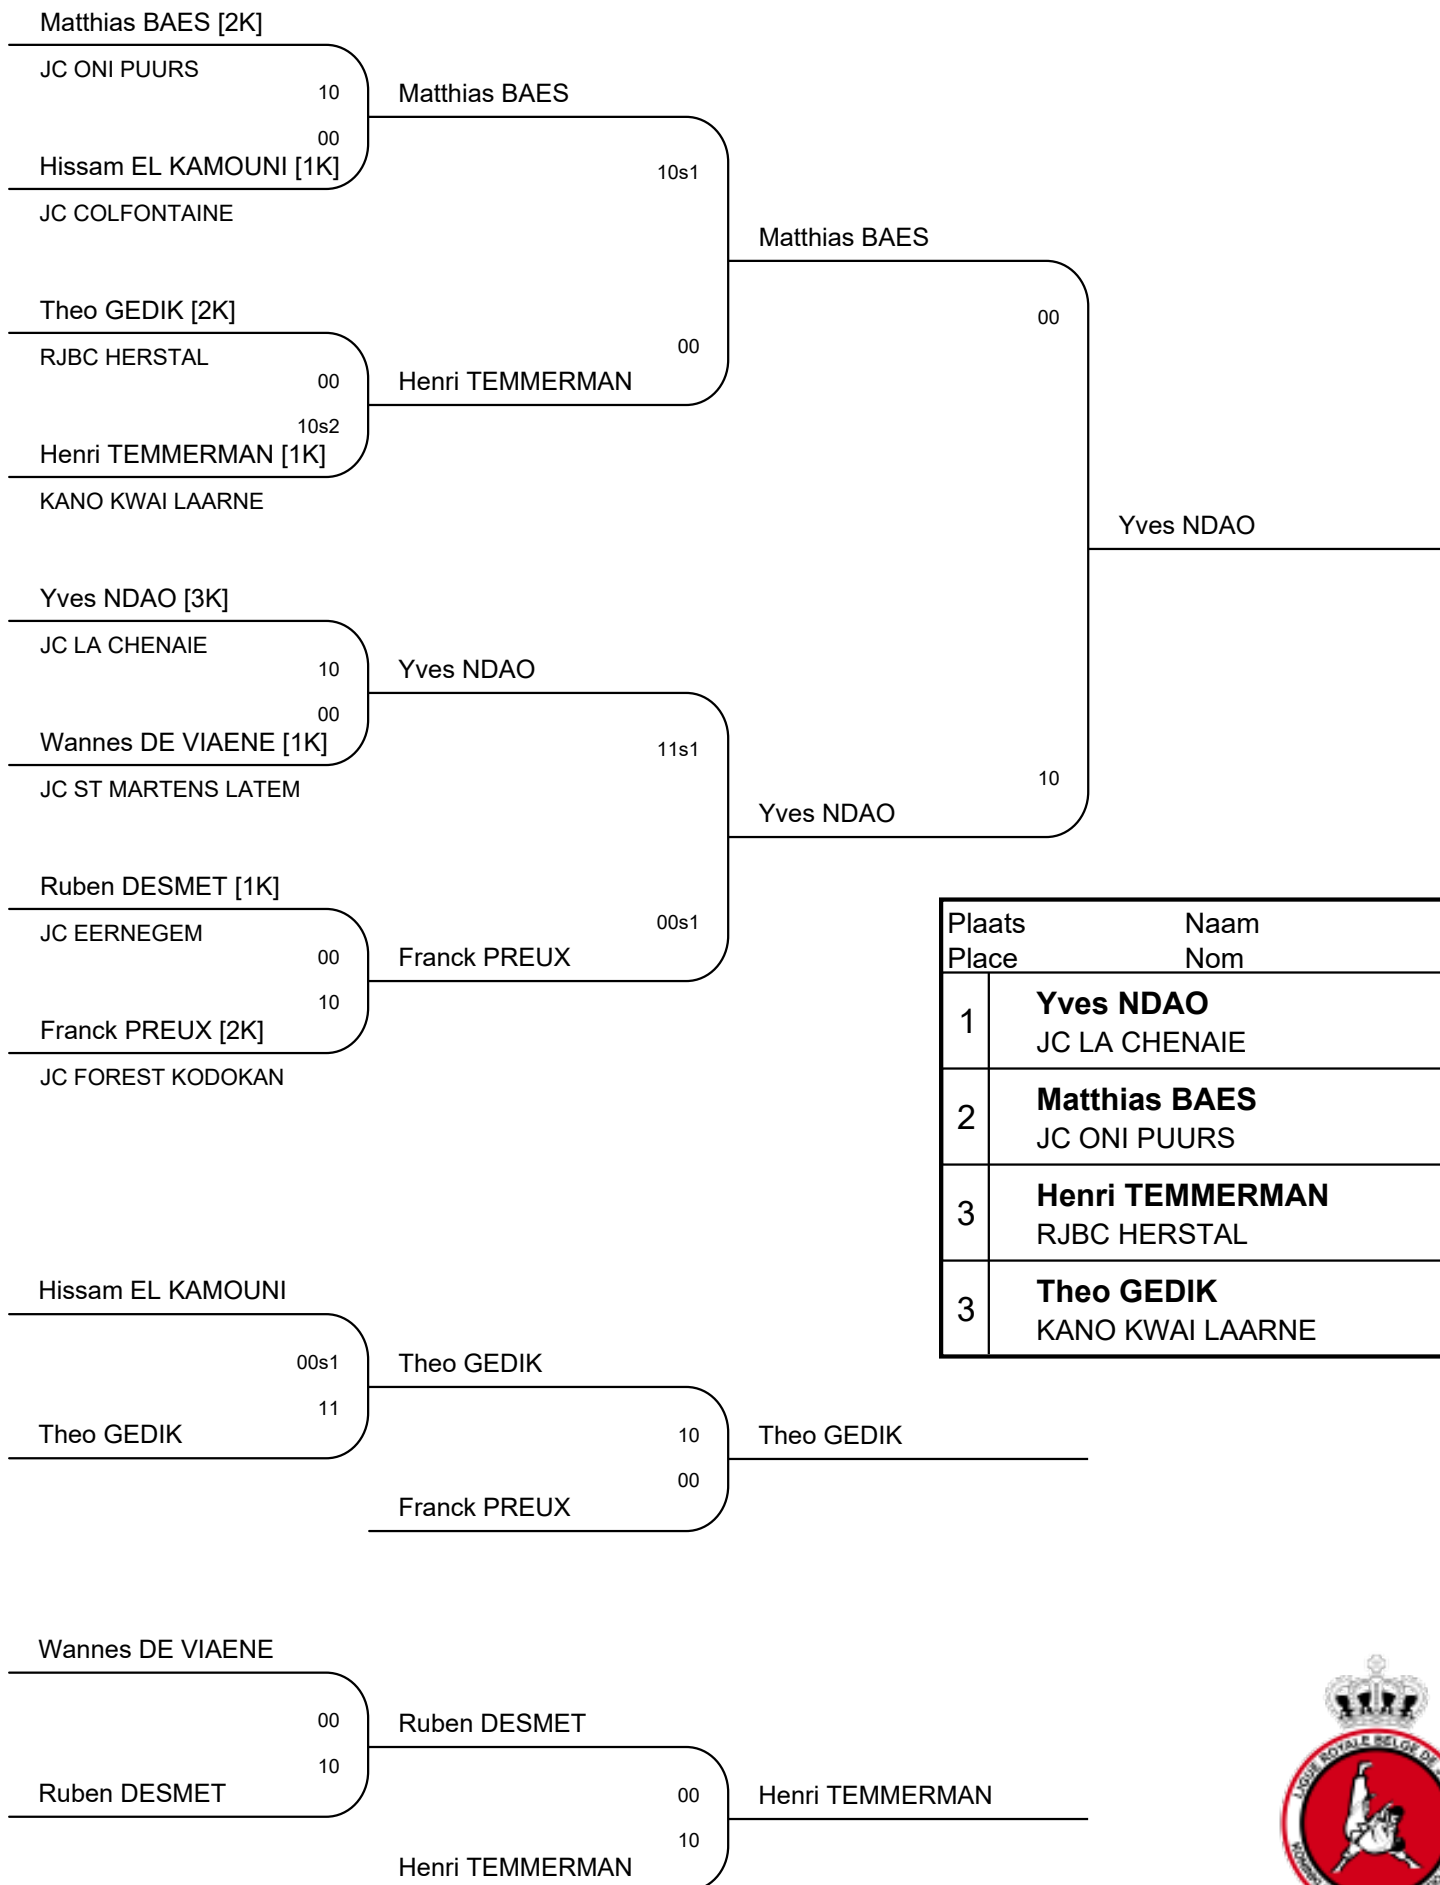 Matthias BAES [2K]
JC ONI PUURS
10
00
Hissam EL KAMOUNI [1K]
JC COLFONTAINE
Matthias BAES
10s1
Theo GEDIK [2K]
RJBC HERSTAL
00
10s2
Henri TEMMERMAN [1K]
KANO KWAI LAARNE
00
Henri TEMMERMAN
Matthias BAES
00
Yves NDAO [3K]
JC LA CHENAIE
10
00
Wannes DE VIAENE [1K]
JC ST MARTENS LATEM
Yves NDAO
11s1
Ruben DESMET [1K]
JC EERNEGEM
00
10
Franck PREUX [2K]
JC FOREST KODOKAN
00s1
Franck PREUX
10
Yves NDAO
Yves NDAO
Plaats Naam
Place Nom
1 Yves NDAO
JC LA CHENAIE
2 Matthias BAES
JC ONI PUURS
3 Henri TEMMERMAN
RJBC HERSTAL
3 Theo GEDIK
KANO KWAI LAARNE
Hissam EL KAMOUNI
00s1
11
Theo GEDIK
Theo GEDIK
10
00
Franck PREUX
Theo GEDIK
Wannes DE VIAENE
00
10
Ruben DESMET
Ruben DESMET
00
10
Henri TEMMERMAN
Henri TEMMERMAN
LIGUE ROYALE BELGE DE